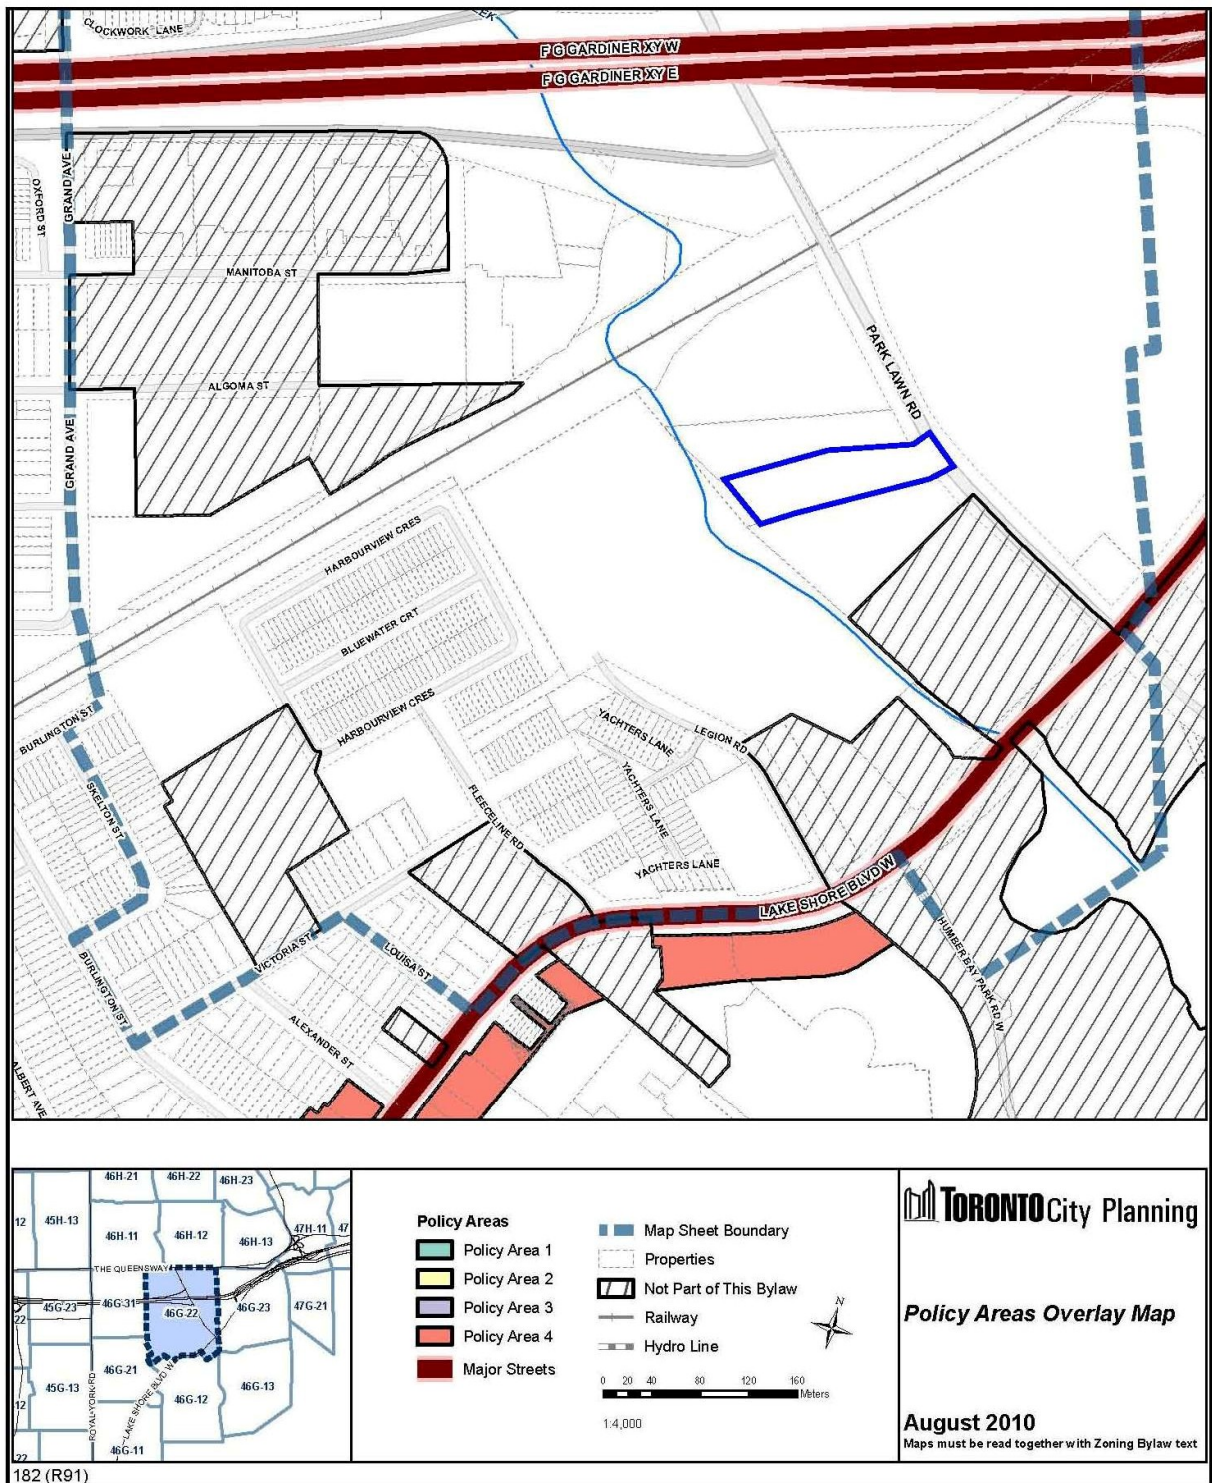 CLOCKWORK LANE
EEK
F G GARDINER XY W
F G GARDINER XY E
OXFORD ST
GRAND AVE
MANITOBA ST
PARK LAWN RD
ALGOMA ST
GRAND AVE
HARBOURVIEW CRES
BLUEWATER CRT
HARBOURVIEW CRES
BURLINGTON ST
YACHTERS LANE
LEGION RD
SKELTON ST
FLEECELINE RD
YACHTERS LANE
YACHTERS LANE
LAKE SHORE BLVD W
VICTORIA ST
LOUISA ST
HUMBER BAY PARK RD W
BURLINGTON ST
ALEXANDER ST
ALBERT AVE
46H-21
46H-22
46H-23
12
45H-13
46H-11
46H-12
46H-13
47H-11
47
THE QUEENSWAY
45G-23
46G-31
46G-22
46G-23
47G-21
22
46G-21
45G-13
46G-12
46G-13
12
ROYAL YORK RD
LAKE SHORE BLVD W
46G-11
22
Policy Areas
Policy Area 1
Policy Area 2
Policy Area 3
Policy Area 4
Major Streets
Map Sheet Boundary
Properties
Not Part of This Bylaw
Railway
Hydro Line
N
0 20 40 80 120 160
Meters
1:4,000
TORONTO City Planning
Policy Areas Overlay Map
August 2010
Maps must be read together with Zoning Bylaw text
182 (R91)